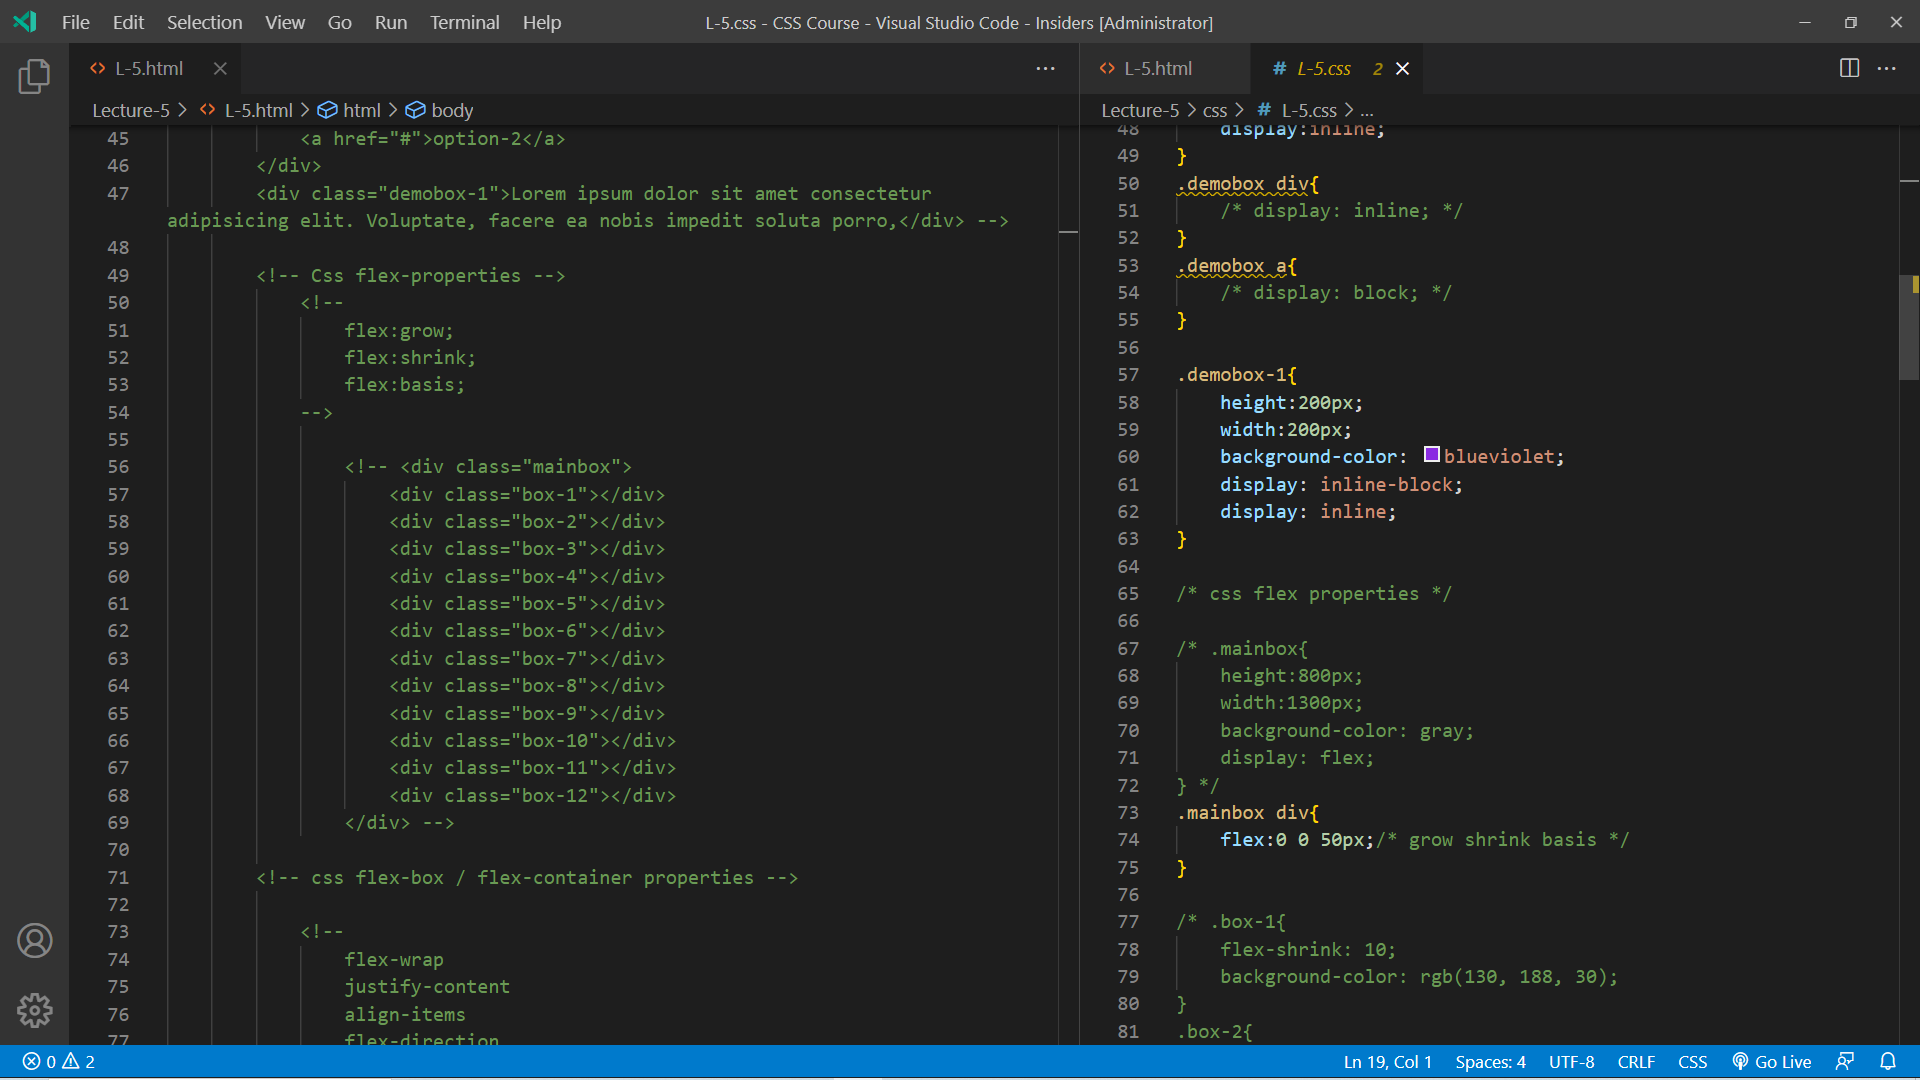 File Edit Selection View Go Run Terminal Help
L-5.css - CSS Course - Visual Studio Code - Insiders [Administrator]
L-5.html
Lecture-5 > L-5.html > html > body
45 <a href="#">option-2</a>
46 </div>
47 <div class="demobox-1">Lorem ipsum dolor sit amet consectetur
adipisicing elit. Voluptate, facere ea nobis impedit soluta porro,</div> -->
48
49 <!-- Css flex-properties -->
50 <!--
51 flex:grow;
52 flex:shrink;
53 flex:basis;
54 -->
55
56 <!-- <div class="mainbox">
57 <div class="box-1"></div>
58 <div class="box-2"></div>
59 <div class="box-3"></div>
60 <div class="box-4"></div>
61 <div class="box-5"></div>
62 <div class="box-6"></div>
63 <div class="box-7"></div>
64 <div class="box-8"></div>
65 <div class="box-9"></div>
66 <div class="box-10"></div>
67 <div class="box-11"></div>
68 <div class="box-12"></div>
69 </div> -->
70
71 <!-- css flex-box / flex-container properties -->
72
73 <!--
74 flex-wrap
75 justify-content
76 align-items
77 flex-direction
L-5.html
# L-5.css 2
Lecture-5 > css > # L-5.css > ...
48 display:inline;
49 }
50 .demobox div{
51 /* display: inline; */
52 }
53 .demobox a{
54 /* display: block; */
55 }
56
57 .demobox-1{
58 height:200px;
59 width:200px;
60 background-color: blueviolet;
61 display: inline-block;
62 display: inline;
63 }
64
65 /* css flex properties */
66
67 /* .mainbox{
68 height:800px;
69 width:1300px;
70 background-color: gray;
71 display: flex;
72 } */
73 .mainbox div{
74 flex:0 0 50px;/* grow shrink basis */
75 }
76
77 /* .box-1{
78 flex-shrink: 10;
79 background-color: rgb(130, 188, 30);
80 }
81 .box-2{
0 2
Ln 19, Col 1 Spaces: 4 UTF-8 CRLF CSS Go Live